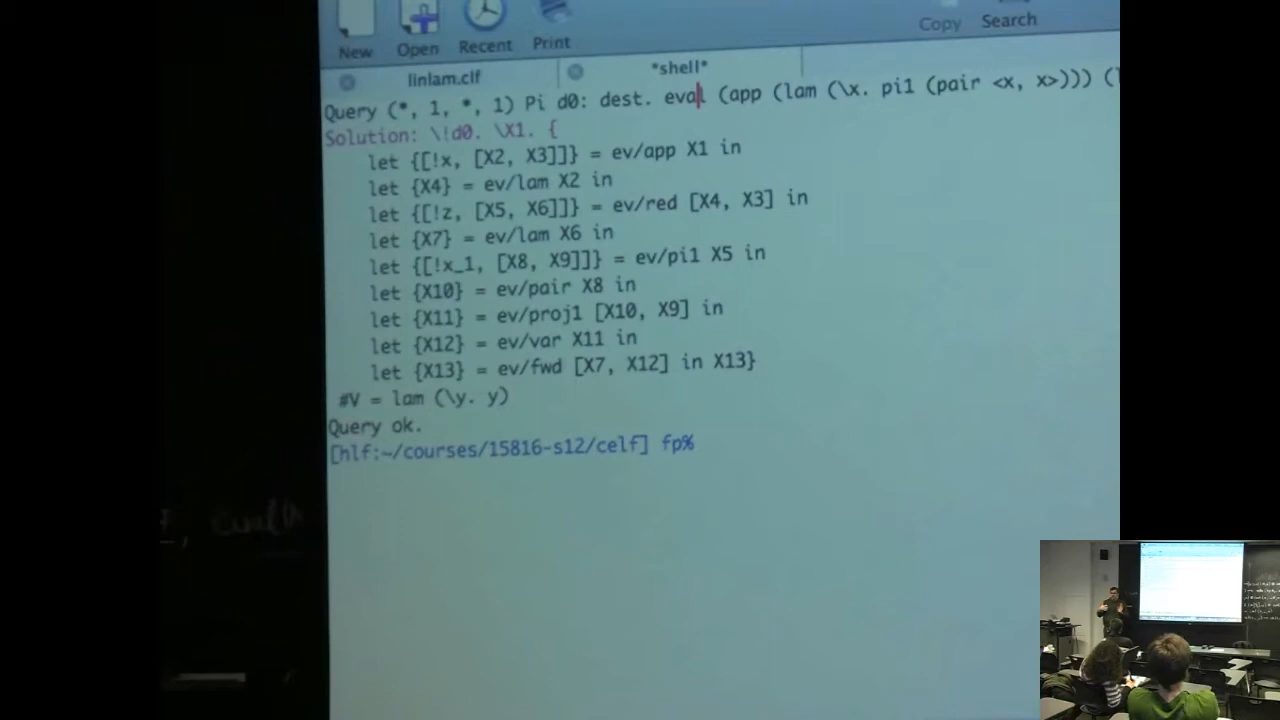 New Open Recent Print Copy Search
linlam.clf *shell*
Query (*, 1, *, 1) Pi d0: dest. eval (app (lam (\x. pi1 (pair <x, x>))) (l
Solution: \!d0. \X1. {
let {[!x, [X2, X3]]} = ev/app X1 in
let {X4} = ev/lam X2 in
let {[!z, [X5, X6]]} = ev/red [X4, X3] in
let {X7} = ev/lam X6 in
let {[!x_1, [X8, X9]]} = ev/pi1 X5 in
let {X10} = ev/pair X8 in
let {X11} = ev/proj1 [X10, X9] in
let {X12} = ev/var X11 in
let {X13} = ev/fwd [X7, X12] in X13}
#V = lam (\y. y)
Query ok.
[hlf:~/courses/15816-s12/celf] fp%